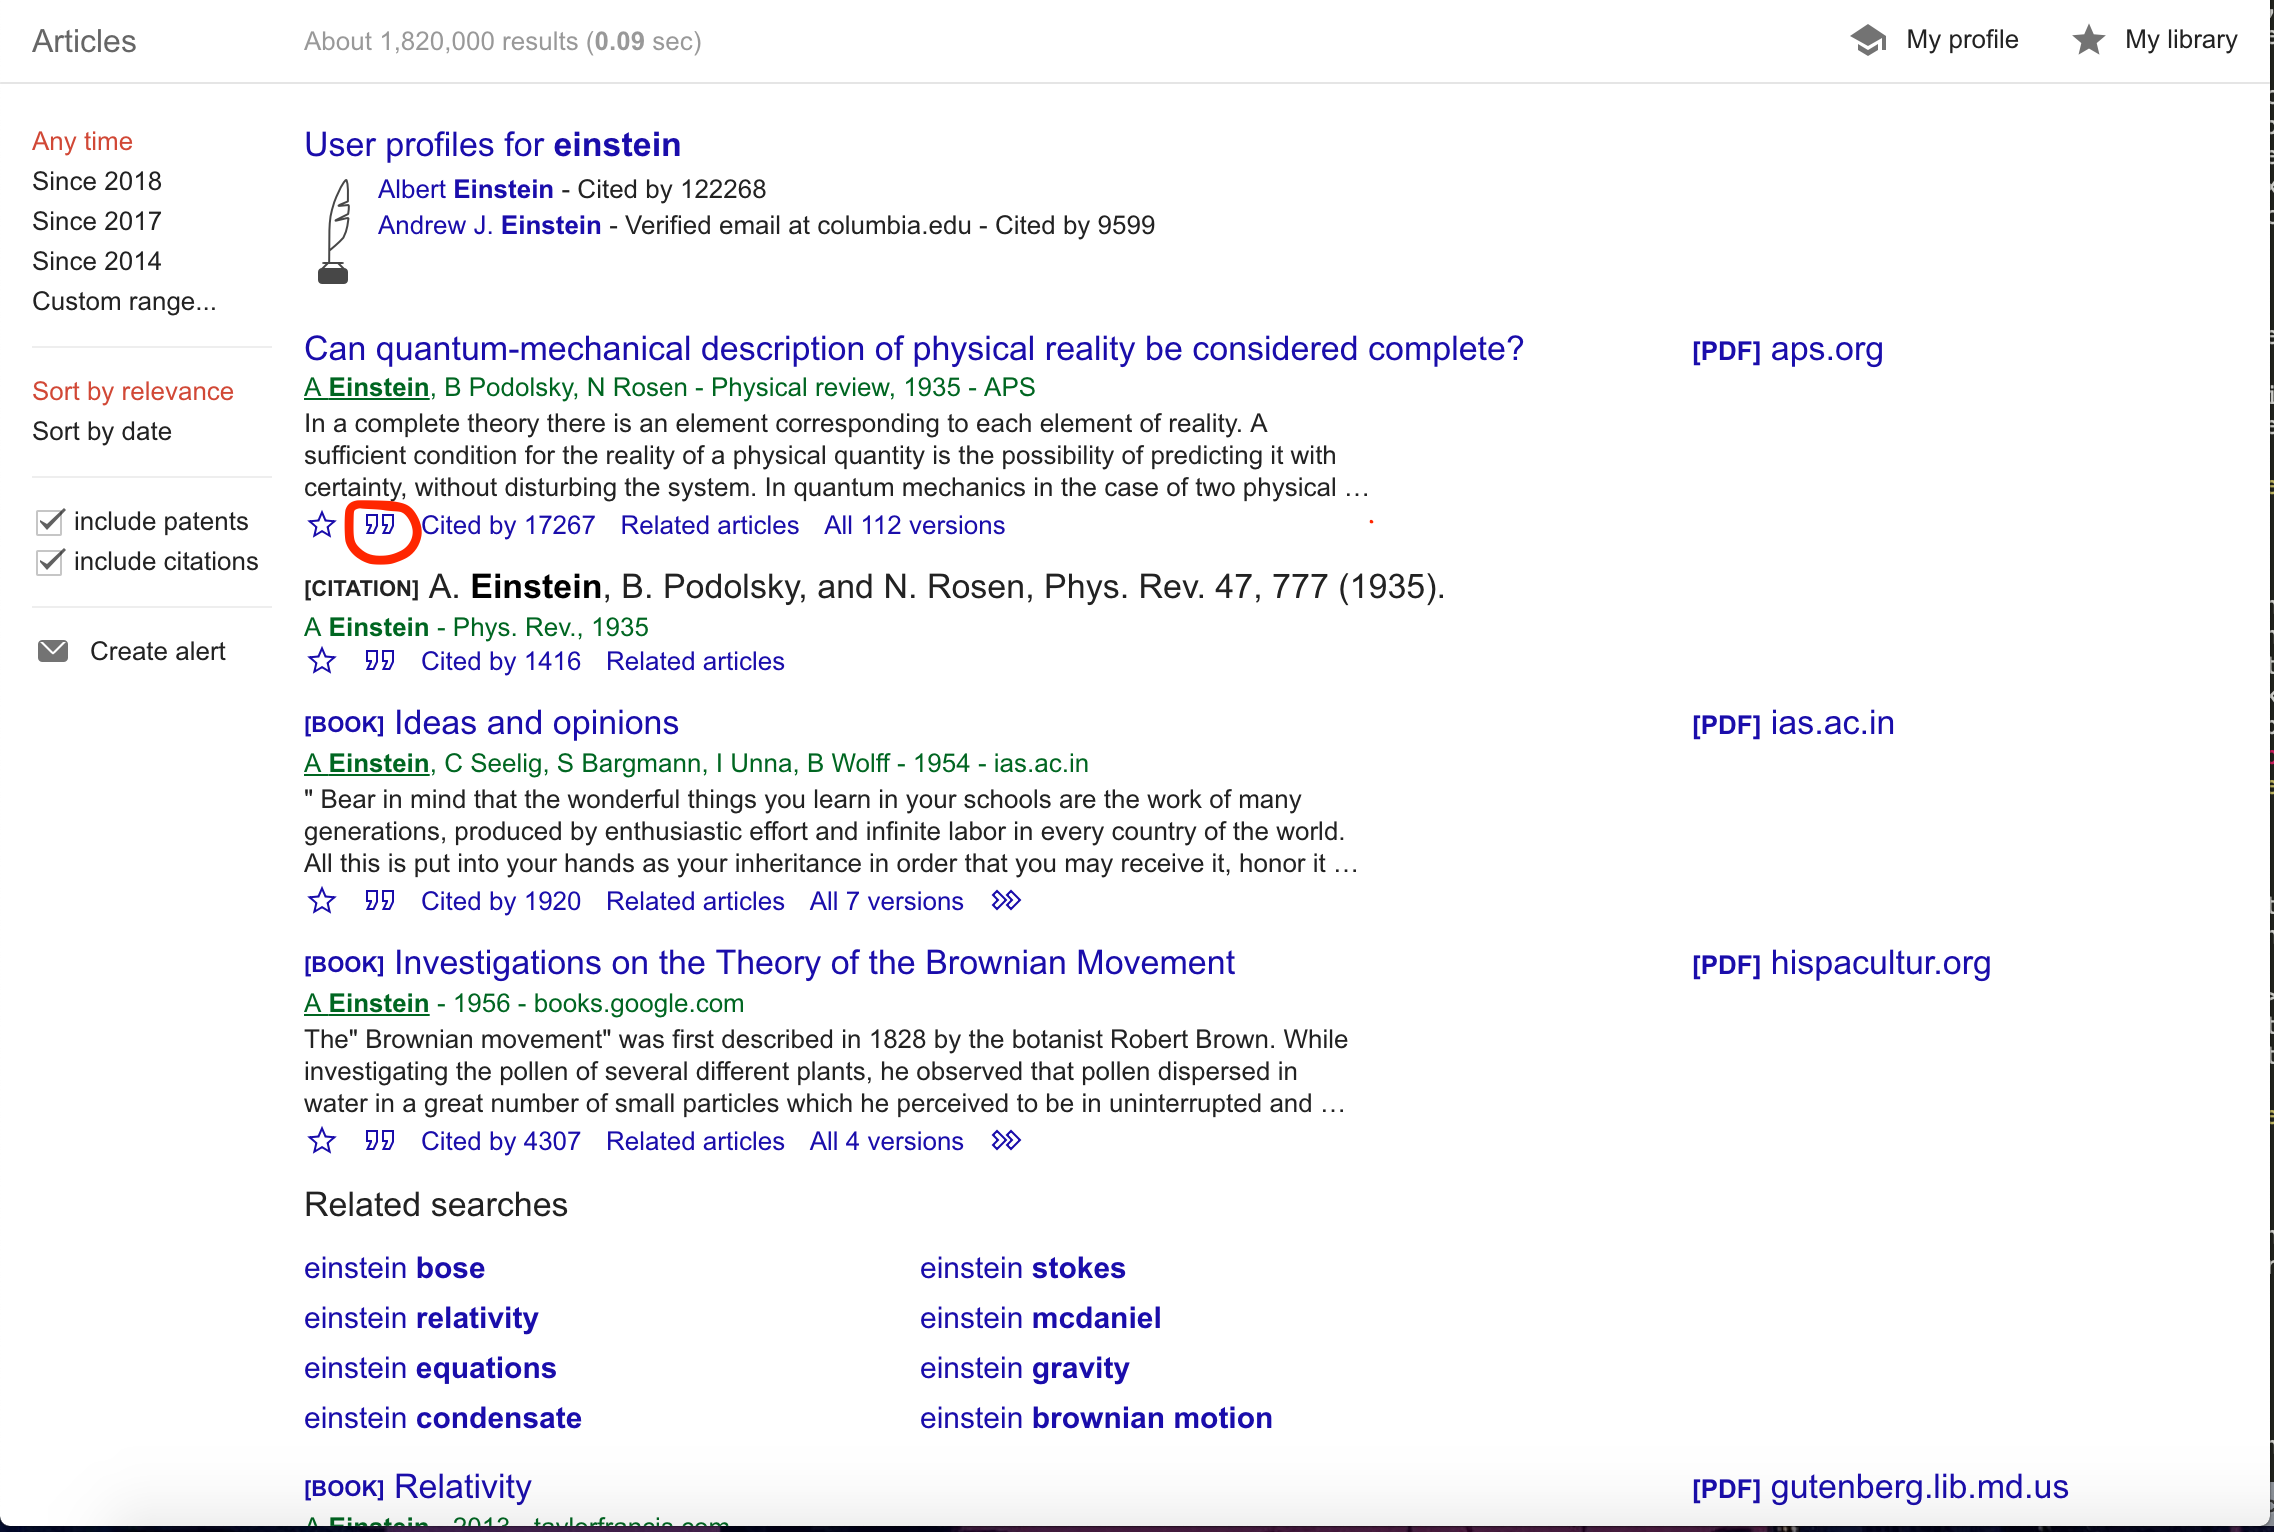 Articles
About 1,820,000 results (0.09 sec)
My profile
My library
Any time
Since 2018
Since 2017
Since 2014
Custom range...
Sort by relevance
Sort by date
include patents
include citations
Create alert
User profiles for einstein
Albert Einstein - Cited by 122268
Andrew J. Einstein - Verified email at columbia.edu - Cited by 9599
Can quantum-mechanical description of physical reality be considered complete?
[PDF] aps.org
A Einstein, B Podolsky, N Rosen - Physical review, 1935 - APS
In a complete theory there is an element corresponding to each element of reality. A
sufficient condition for the reality of a physical quantity is the possibility of predicting it with
certainty, without disturbing the system. In quantum mechanics in the case of two physical …
Cited by 17267 Related articles All 112 versions
[CITATION] A. Einstein, B. Podolsky, and N. Rosen, Phys. Rev. 47, 777 (1935).
A Einstein - Phys. Rev., 1935
Cited by 1416 Related articles
[BOOK] Ideas and opinions
[PDF] ias.ac.in
A Einstein, C Seelig, S Bargmann, I Unna, B Wolff - 1954 - ias.ac.in
" Bear in mind that the wonderful things you learn in your schools are the work of many
generations, produced by enthusiastic effort and infinite labor in every country of the world.
All this is put into your hands as your inheritance in order that you may receive it, honor it …
Cited by 1920 Related articles All 7 versions
[BOOK] Investigations on the Theory of the Brownian Movement
[PDF] hispacultur.org
A Einstein - 1956 - books.google.com
The" Brownian movement" was first described in 1828 by the botanist Robert Brown. While
investigating the pollen of several different plants, he observed that pollen dispersed in
water in a great number of small particles which he perceived to be in uninterrupted and …
Cited by 4307 Related articles All 4 versions
Related searches
einstein bose
einstein stokes
einstein relativity
einstein mcdaniel
einstein equations
einstein gravity
einstein condensate
einstein brownian motion
[BOOK] Relativity
[PDF] gutenberg.lib.md.us
A Einstein - 2013 - taylorfrancis.com